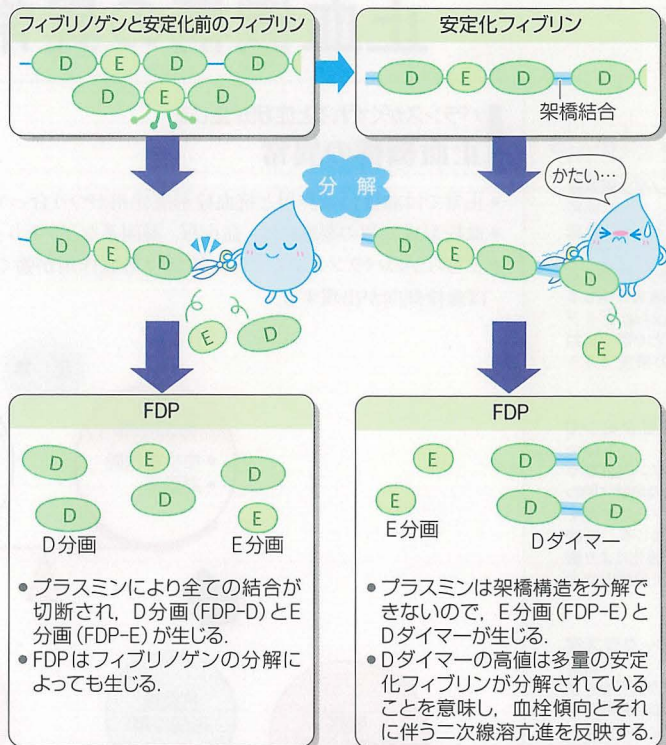 フィブリノゲンと安定化前のフィブリン
D E D D
D E D
安定化フィブリン
D E D D
架橋結合
分解
かたい…
D E D
E D
D E D D
E
FDP
D E D
D D E
D分画 E分画
• プラスミンにより全ての結合が
切断され，D分画(FDP-D)とE
分画(FDP-E)が生じる.
• FDPはフィブリノゲンの分解に
よっても生じる.
FDP
E D D
E D D
E分画 Dダイマー
• プラスミンは架橋構造を分解で
きないので，E分画(FDP-E)と
Dダイマーが生じる.
• Dダイマーの高値は多量の安定
化フィブリンが分解されている
ことを意味し，血栓傾向とそれ
に伴う二次線溶亢進を反映する.